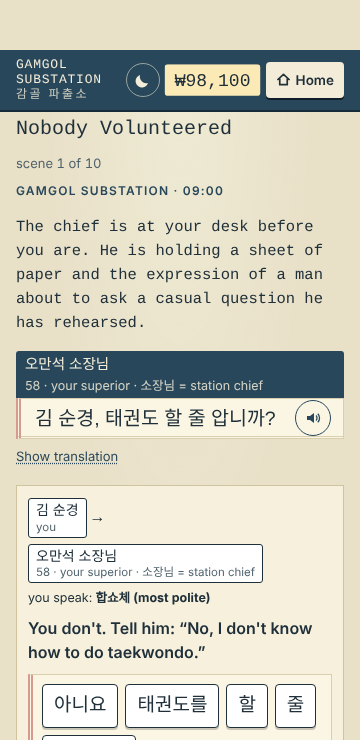 GAMGOL
SUBSTATION
감골 파출소
₩98,100
Home
Nobody Volunteered
scene 1 of 10
GAMGOL SUBSTATION · 09:00
The chief is at your desk before
you are. He is holding a sheet of
paper and the expression of a man
about to ask a casual question he
has rehearsed.
오만석 소장님
58 · your superior · 소장님 = station chief
김 순경, 태권도 할 줄 압니까?
Show translation
김 순경
you
→
오만석 소장님
58 · your superior · 소장님 = station chief
you speak: 합쇼체 (most polite)
You don't. Tell him: “No, I don't know
how to do taekwondo.”
아니요 태권도를 할 줄